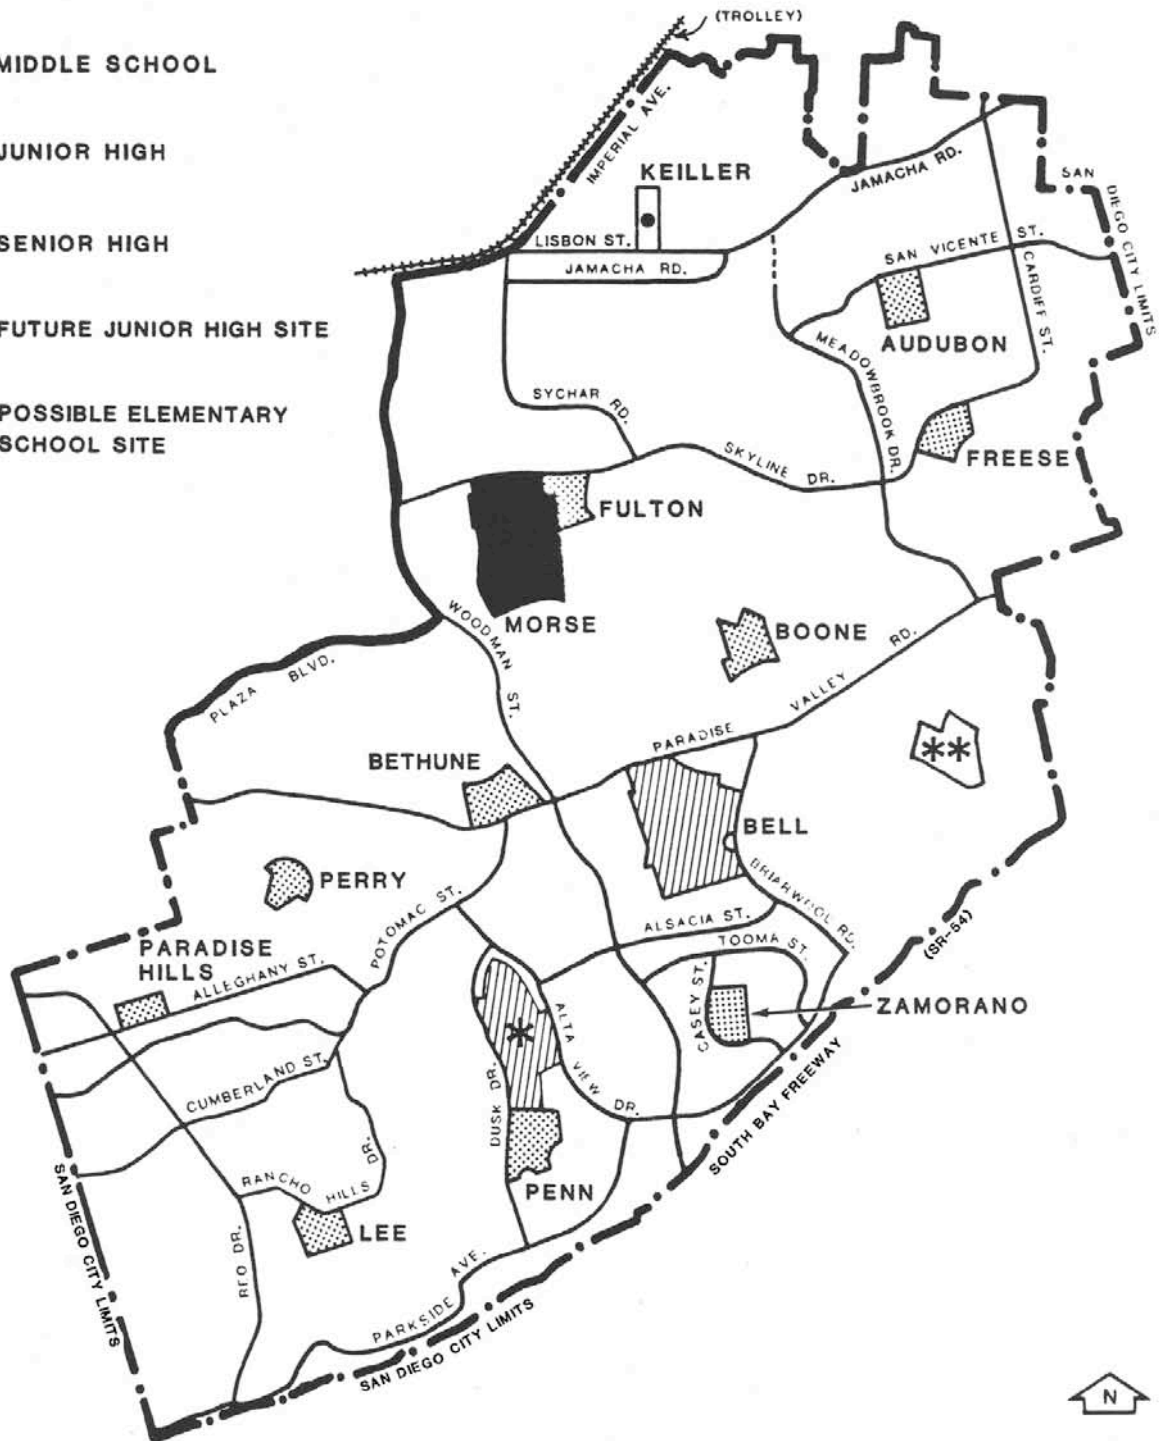 (TROLLEY)
MIDDLE SCHOOL
JUNIOR HIGH
SENIOR HIGH
FUTURE JUNIOR HIGH SITE
POSSIBLE ELEMENTARY
SCHOOL SITE
IMPERIAL AVE.
KEILLER
JAMACHA RD.
SAN
DIEGO CITY LIMITS
LISBON ST.
JAMACHA RD.
SAN VICENTE ST.
CARDIFF ST.
AUDUBON
MEADOWBROOK DR.
SYCHAR RD.
SKYLINE DR.
FREESE
FULTON
MORSE
WOODMAN ST.
BOONE
PLAZA BLVD.
PARADISE VALLEY RD.
**
BETHUNE
BELL
PERRY
POTOMAC ST.
BRIARWOOD RD.
ALSACIA ST.
TOOMA ST.
(SR-54)
PARADISE
HILLS
ALLEGHANY ST.
CASEY ST.
ZAMORANO
*
ALTA VIEW DR.
CUMBERLAND ST.
DUSK DR.
SOUTH BAY FREEWAY
RANCHO HILLS DR.
PENN
LEE
REO DR.
SAN DIEGO CITY LIMITS
PARKSIDE AVE.
SAN DIEGO CITY LIMITS
N